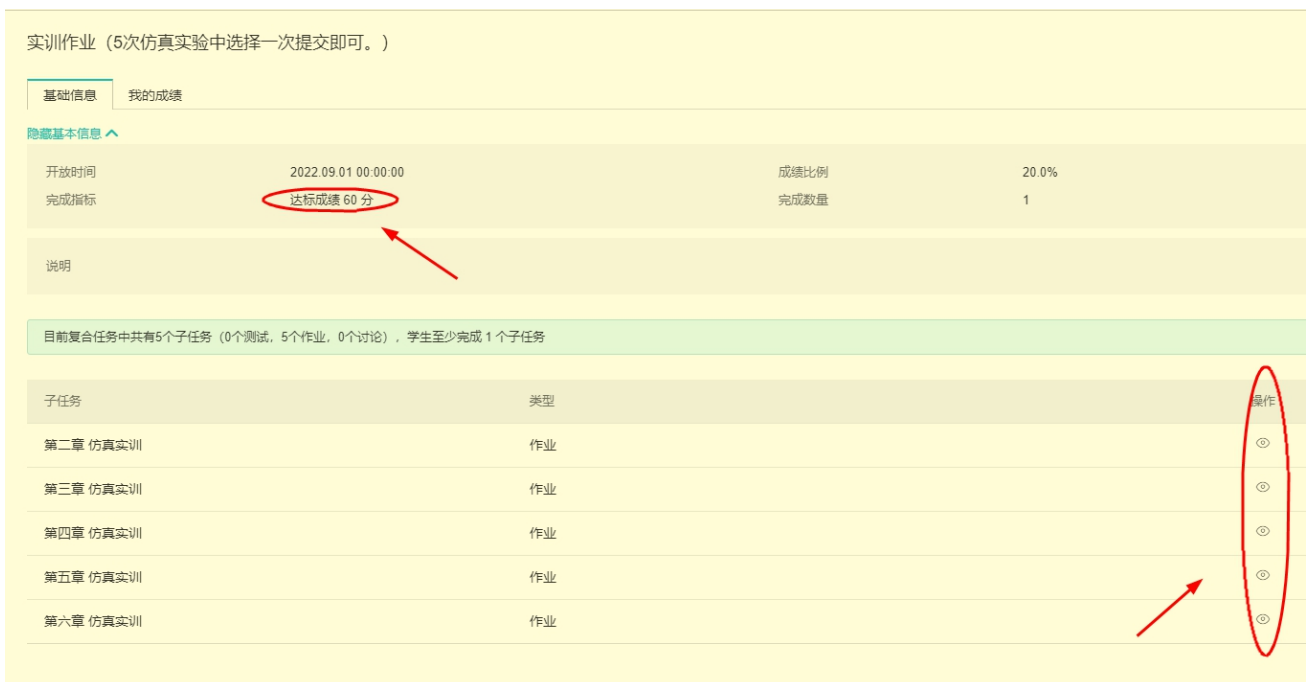 实训作业（5次仿真实验中选择一次提交即可。）
基础信息 我的成绩
隐藏基本信息
开放时间 2022.09.01 00:00:00 成绩比例 20.0%
完成指标 达标成绩 60 分 完成数量 1
说明
目前复合任务中共有5个子任务（0个测试，5个作业，0个讨论），学生至少完成 1 个子任务
子任务 类型 操作
第二章 仿真实训 作业
第三章 仿真实训 作业
第四章 仿真实训 作业
第五章 仿真实训 作业
第六章 仿真实训 作业